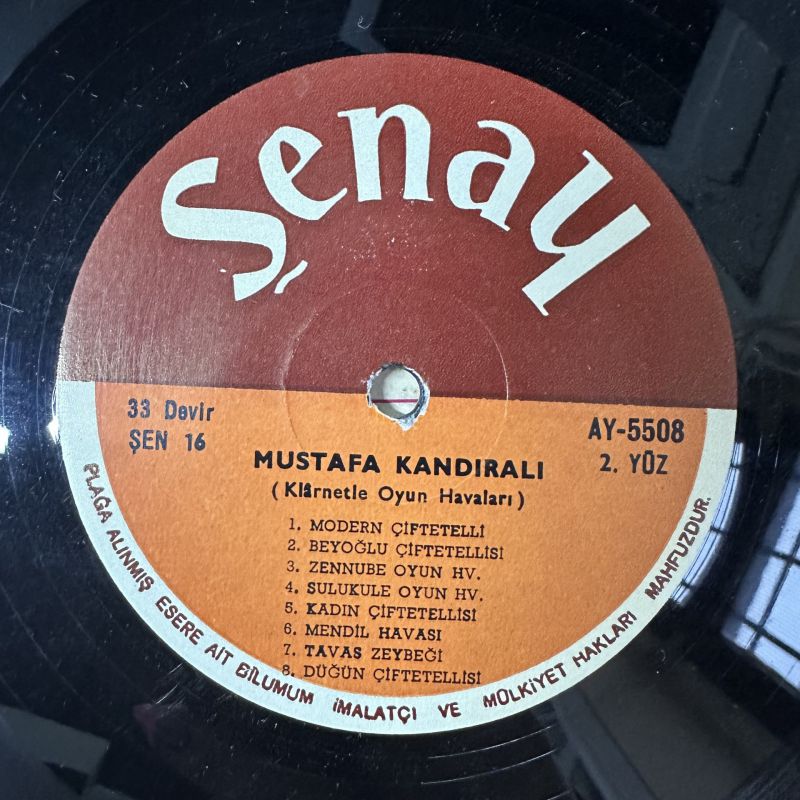 Şenay
33 Devir
ŞEN 16
AY-5508
2. YÜZ
MUSTAFA KANDIRALI
(Klârnetle Oyun Havaları)
1. MODERN ÇİFTETELLİ
2. BEYOĞLU ÇİFTETELLİSİ
3. ZENNUBE OYUN HV.
4. SULUKULE OYUN HV.
5. KADIN ÇİFTETELLİSİ
6. MENDİL HAVASI
7. TAVAS ZEYBEĞİ
8. DÜĞÜN ÇİFTETELLİSİ
PLAĞA ALINMIŞ ESERE AİT BİLUMUM İMALATÇI VE MÜLKİYET HAKLARI MAHFUZDUR.